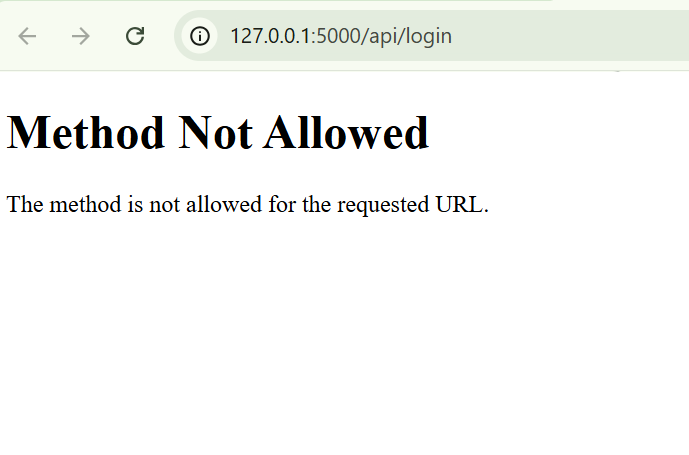 127.0.0.1:5000/api/login
Method Not Allowed
The method is not allowed for the requested URL.